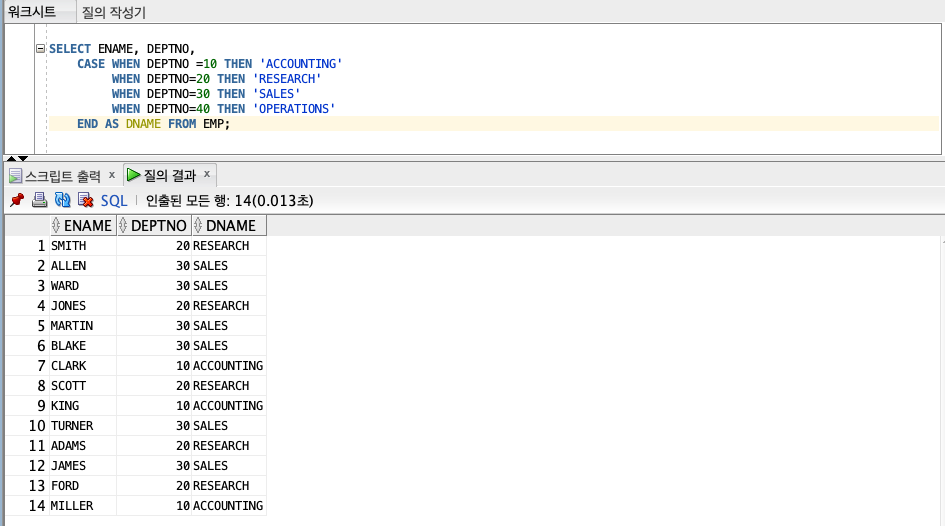 워크시트 질의 작성기
SELECT ENAME, DEPTNO,
CASE WHEN DEPTNO =10 THEN 'ACCOUNTING'
WHEN DEPTNO=20 THEN 'RESEARCH'
WHEN DEPTNO=30 THEN 'SALES'
WHEN DEPTNO=40 THEN 'OPERATIONS'
END AS DNAME FROM EMP;
스크립트 출력 x 질의 결과 x
SQL 인출된 모든 행: 14(0.013초)
ENAME DEPTNO DNAME
1 SMITH 20 RESEARCH
2 ALLEN 30 SALES
3 WARD 30 SALES
4 JONES 20 RESEARCH
5 MARTIN 30 SALES
6 BLAKE 30 SALES
7 CLARK 10 ACCOUNTING
8 SCOTT 20 RESEARCH
9 KING 10 ACCOUNTING
10 TURNER 30 SALES
11 ADAMS 20 RESEARCH
12 JAMES 30 SALES
13 FORD 20 RESEARCH
14 MILLER 10 ACCOUNTING